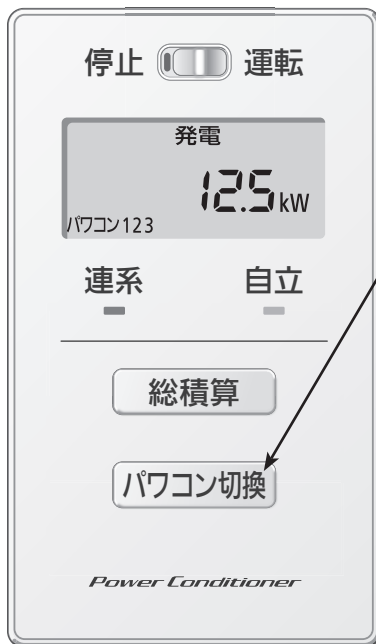 停止 運転
発電
12.5kW
パワコン123
連系 自立
総積算
パワコン切換
Power Conditioner